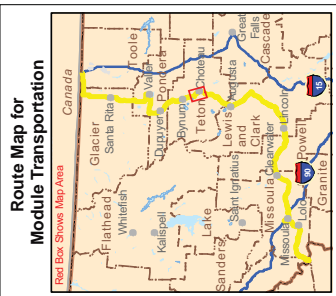 Route Map for
Module Transportation
Red Box Shows Map Area
Canada
Glacier
Toole
Santa Rita
Flathead
Whitefish
Valier
Pondera
Dupuyer
Kalispell
Bynum
Choteau
Teton
Great
Falls
Cascade
Lake
Augusta
Lewis
and
Clark
Sanders
Saint Ignatius
Missoula
Clearwater
Lincoln
Powell
Missoula
Lolo
Granite
90
15